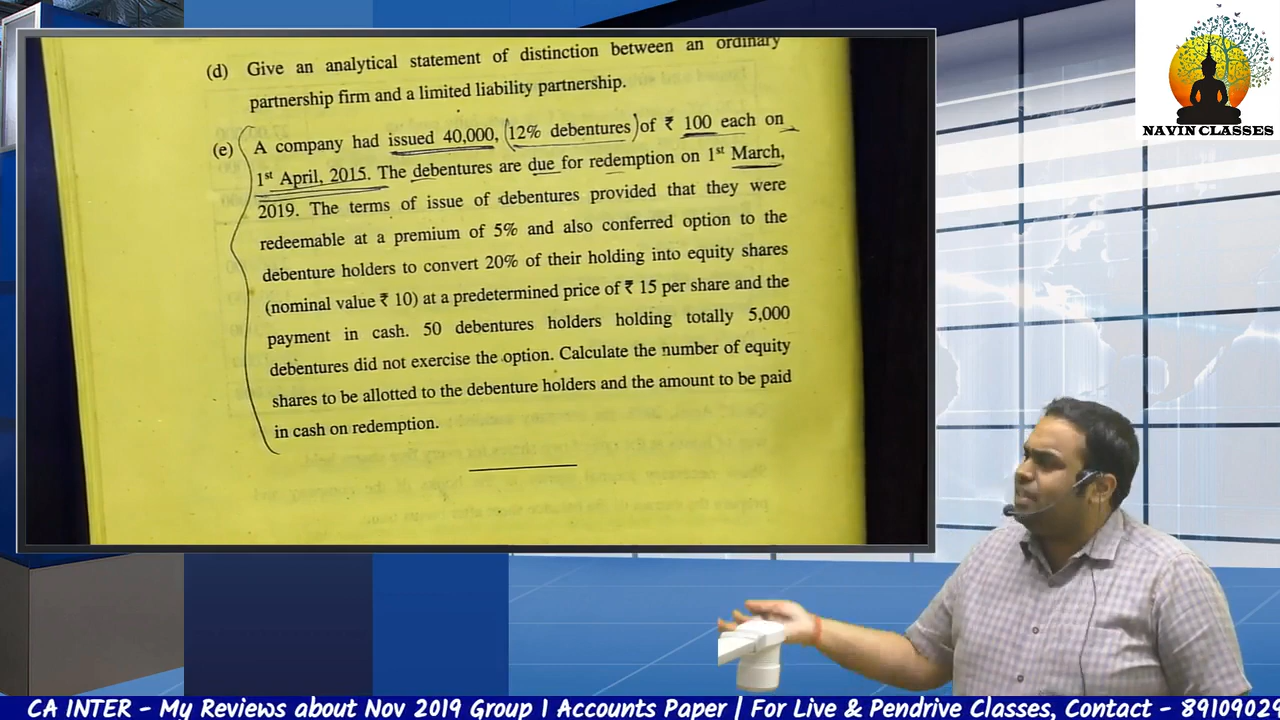 (d) Give an analytical statement of distinction between an ordinary
partnership firm and a limited liability partnership.
(e) A company had issued 40,000, 12% debentures of ₹ 100 each on
1st April, 2015. The debentures are due for redemption on 1st March,
2019. The terms of issue of debentures provided that they were
redeemable at a premium of 5% and also conferred option to the
debenture holders to convert 20% of their holding into equity shares
(nominal value ₹ 10) at a predetermined price of ₹ 15 per share and the
payment in cash. 50 debentures holders holding totally 5,000
debentures did not exercise the option. Calculate the number of equity
shares to be allotted to the debenture holders and the amount to be paid
in cash on redemption.
NAVIN CLASSES
CA INTER - My Reviews about Nov 2019 Group 1 Accounts Paper | For Live & Pendrive Classes, Contact - 8910902